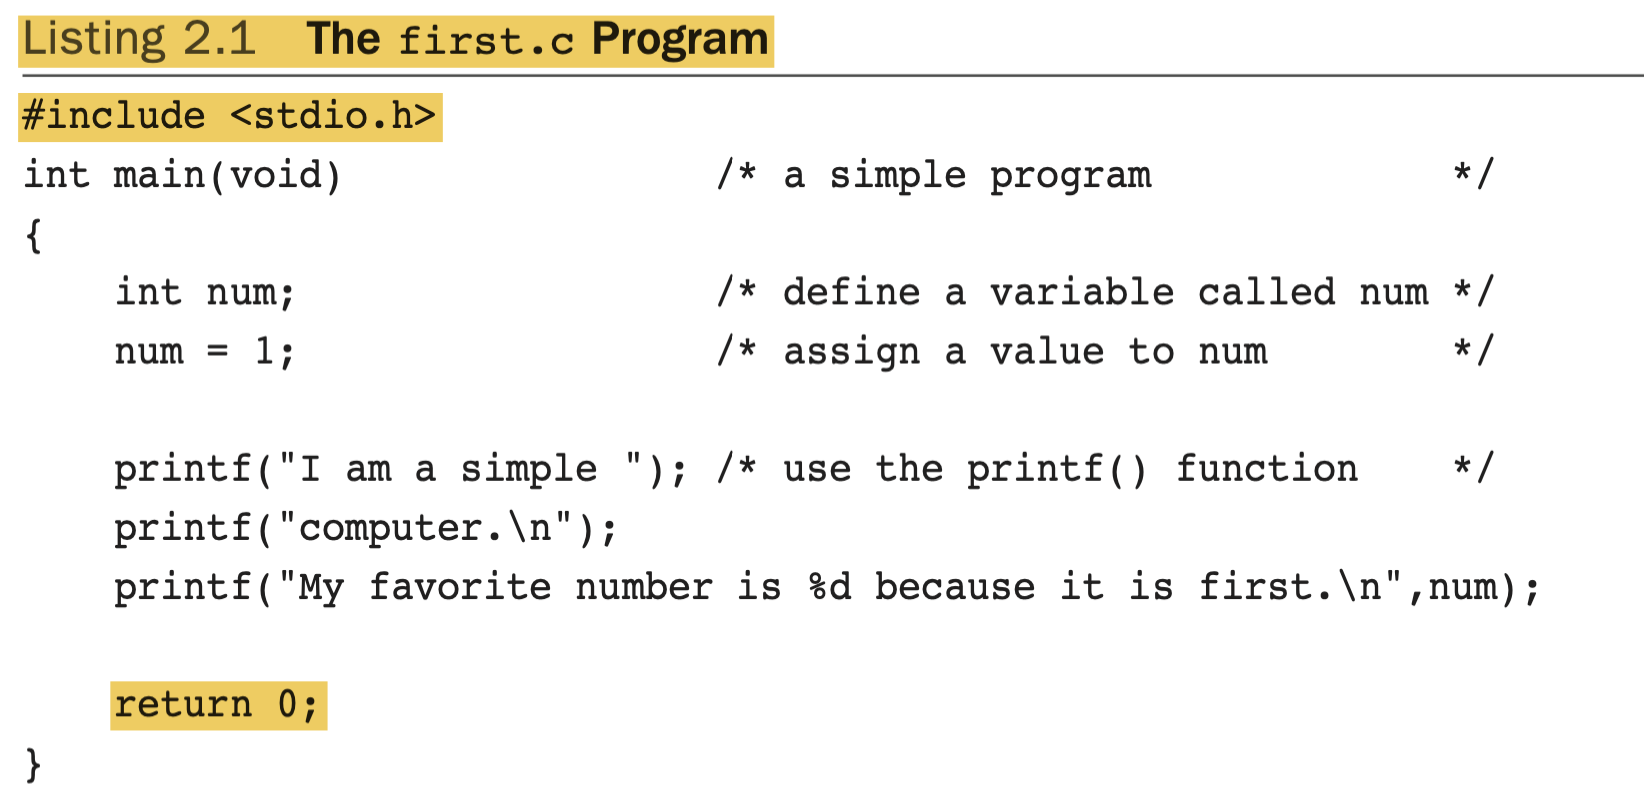 Listing 2.1 The first.c Program
#include <stdio.h>
int main(void) /* a simple program */
{
int num; /* define a variable called num */
num = 1; /* assign a value to num */
printf("I am a simple "); /* use the printf() function */
printf("computer.\n");
printf("My favorite number is %d because it is first.\n",num);
return 0;
}